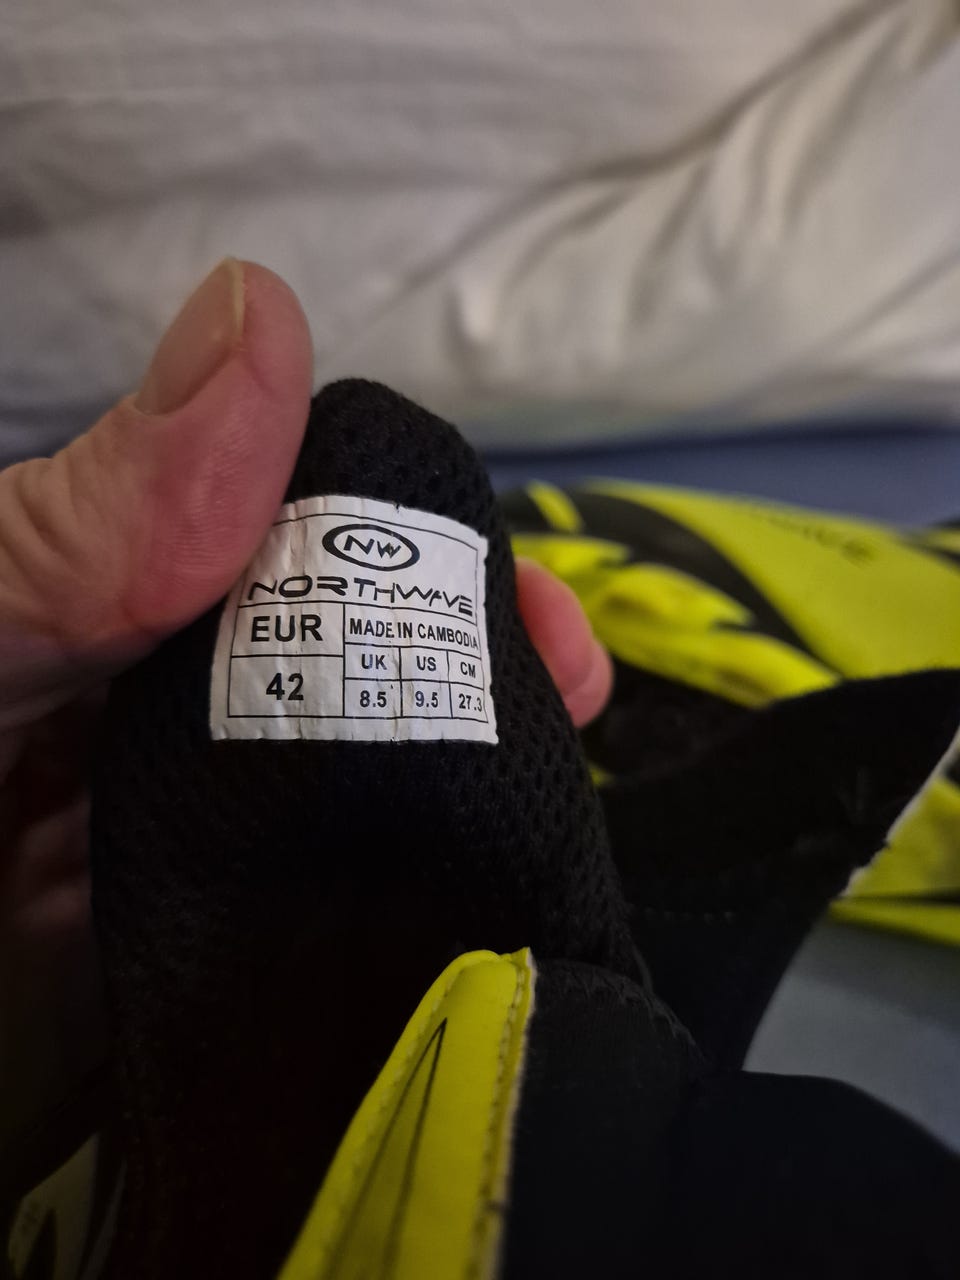 NW
NORTHWAVE
EUR MADE IN CAMBODIA
UK US CM
42 8.5 9.5 27.3